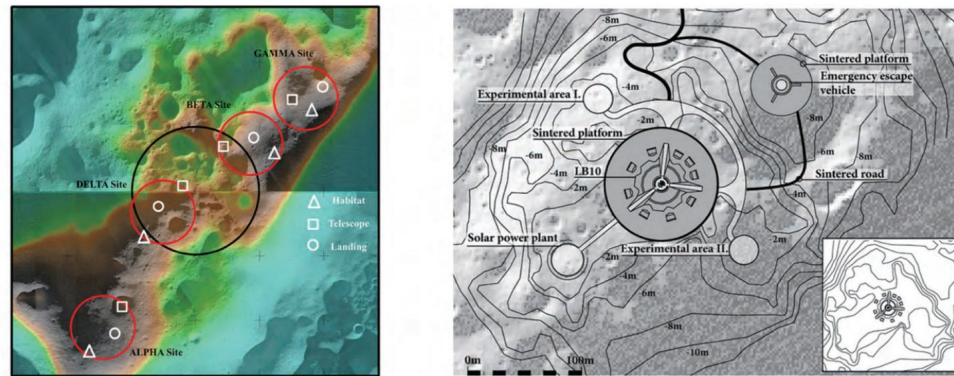 GAMMA Site
BETA Site
DELTA Site
Habitat
Telescope
Landing
ALPHA Site
-8m
-6m
Sintered platform
Emergency escape
vehicle
Experimental area I.
-4m
-2m
-8m
Sintered platform
-8m
-6m
-6m
-4m
LB10
Sintered road
-2m
-4m
Solar power plant
Experimental area II.
-2m
-2m
-4m
-6m
-8m
-10m
0m
100m